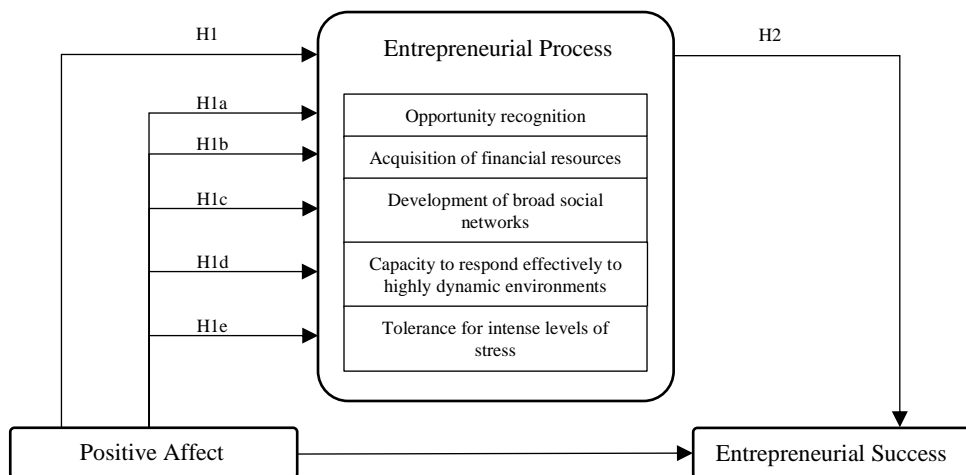 H1
Entrepreneurial Process
H2
H1a
Opportunity recognition
H1b
Acquisition of financial resources
H1c
Development of broad social
networks
H1d
Capacity to respond effectively to
highly dynamic environments
H1e
Tolerance for intense levels of
stress
Positive Affect
Entrepreneurial Success